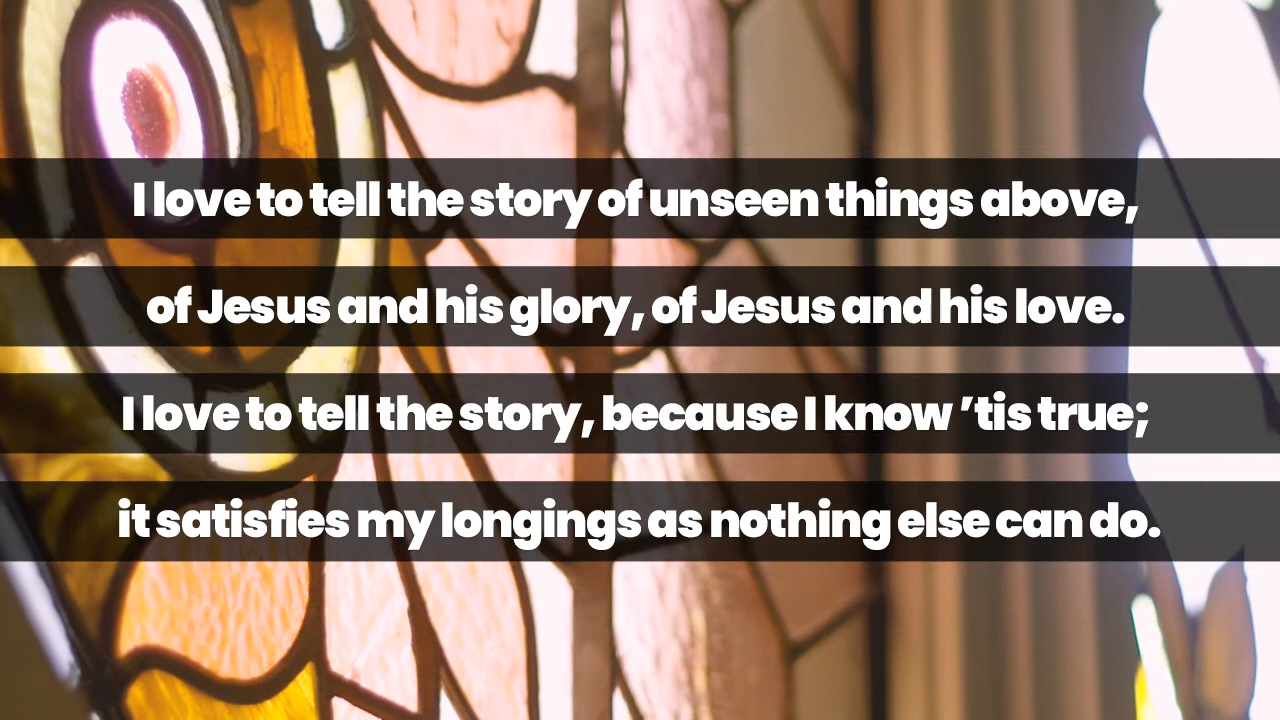 I love to tell the story of unseen things above,
of Jesus and his glory, of Jesus and his love.
I love to tell the story, because I know ’tis true;
it satisfies my longings as nothing else can do.